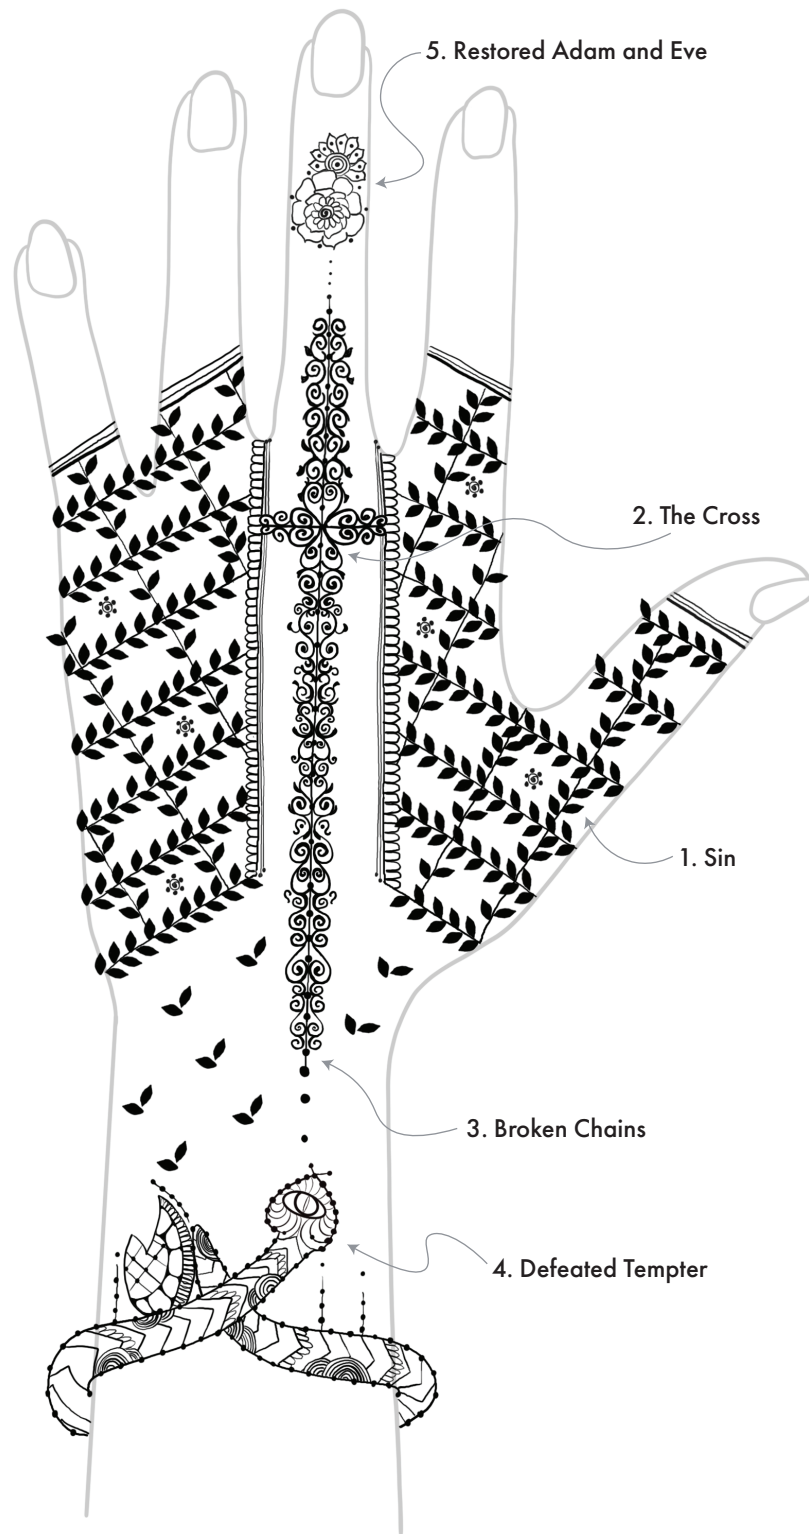 5. Restored Adam and Eve
2. The Cross
1. Sin
3. Broken Chains
4. Defeated Tempter